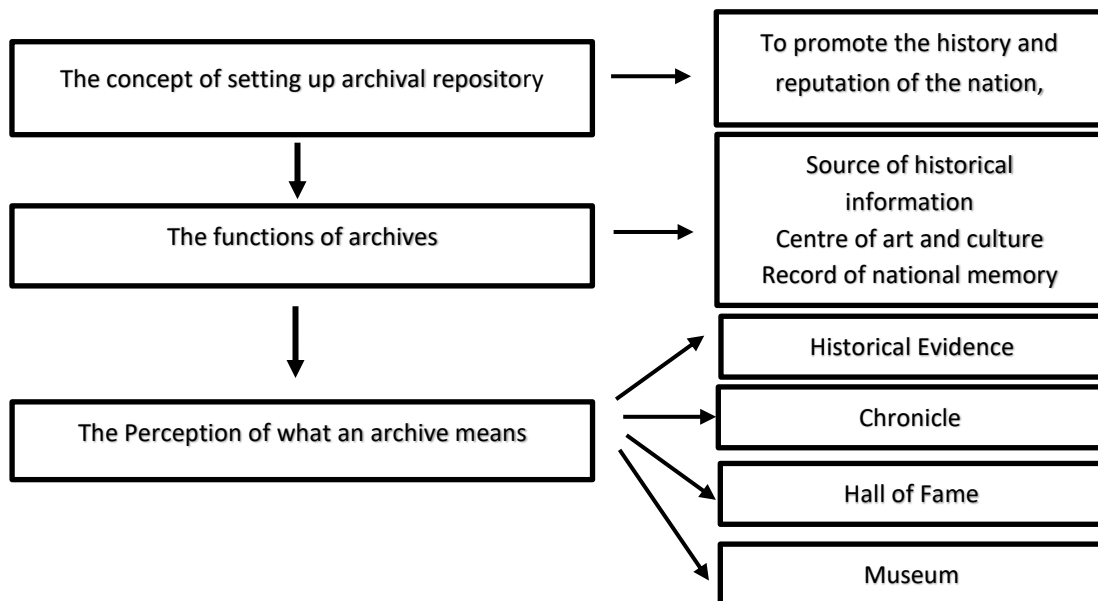 The concept of setting up archival repository
To promote the history and
reputation of the nation,
The functions of archives
Source of historical
information
Centre of art and culture
Record of national memory
The Perception of what an archive means
Historical Evidence
Chronicle
Hall of Fame
Museum